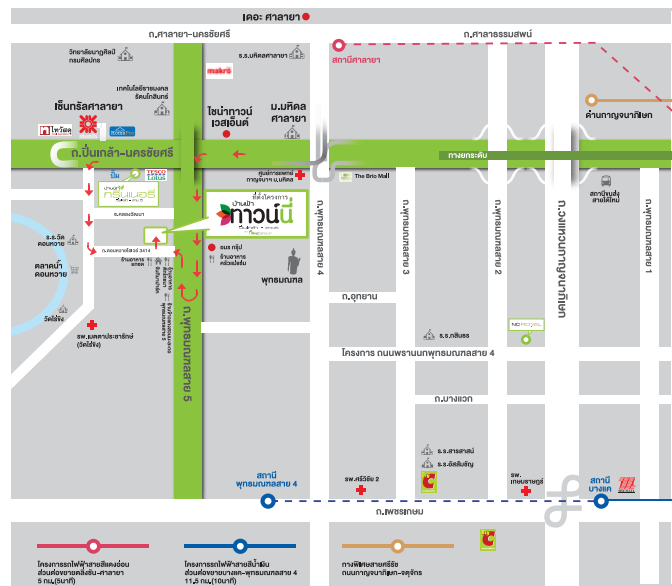 เดอะ ศาลายา
ถ.ศาลายา-นครชัยศรี
ถ.ศาลาธรรมสพน์
วิทยาลัยนาฏศิลป์
กรมศิลปากร
ร.ร.มหิดลศาลายา
makro
สถานีศาลายา
เทคโนโลยีราชมงคล
รัตนโกสินทร์
เซ็นทรัลศาลายา
ไทวัสดุ
ไชน่าทาวน์
เวสเอ็นด์
ม.มหิดล
ศาลายา
ด่านกาญจนาภิเษก
ถ.ปิ่นเกล้า-นครชัยศรี
ทางยกระดับ
ปั๊ม
TESCO
Lotus
ศูนย์การแพทย์
กาญจนาฯ ม.มหิดล
The Brio Mall
สถานีขนส่ง
สายใต้ใหม่
กรีนเนอรี่
ที่ตั้งโครงการ
บ้านฟ้า
ทาวน์นี่
ถ.พุทธมณฑลสาย 4
ถ.พุทธมณฑลสาย 3
ถ.พุทธมณฑลสาย 2
ถ.วงแหวนกาญจนาภิเษก
ถ.พุทธมณฑลสาย 1
ร.ร.วัด
ดอนหวาย
ตลาดน้ำ
ดอนหวาย
วัดไร่ขิง
ธนร กรุ๊ป
ร้านอาหาร
ครัวแม่ขิ่ม
พุทธมณฑล
ถ.พุทธมณฑลสาย 5
รพ.เมตตาประชารักษ์
(วัดไร่ขิง)
ถ.อุทยาน
NC ROYAL
ร.ร.กสินธร
โครงการ ถนนพรานนกพุทธมณฑลสาย 4
ถ.บางแวก
ร.ร.สารสาสน์
ร.ร.อัสสัมชัญ
สถานี
พุทธมณฑลสาย 4
รพ.ศรีวิชัย 2
Big C
รพ.
เกษมราษฎร์
สถานี
บางแค
ถ.เพชรเกษม
Big C
โครงการรถไฟฟ้าสายสีแดงอ่อน
ส่วนต่อขยายตลิ่งชัน-ศาลายา
5 กม.(5นาที)
โครงการรถไฟฟ้าสายสีน้ำเงิน
ส่วนต่อขยายบางแค-พุทธมณฑลสาย 4
11.5 กม.(10นาที)
ทางพิเศษสายศรีรัช
ถนนกาญจนาภิเษก-จตุจักร